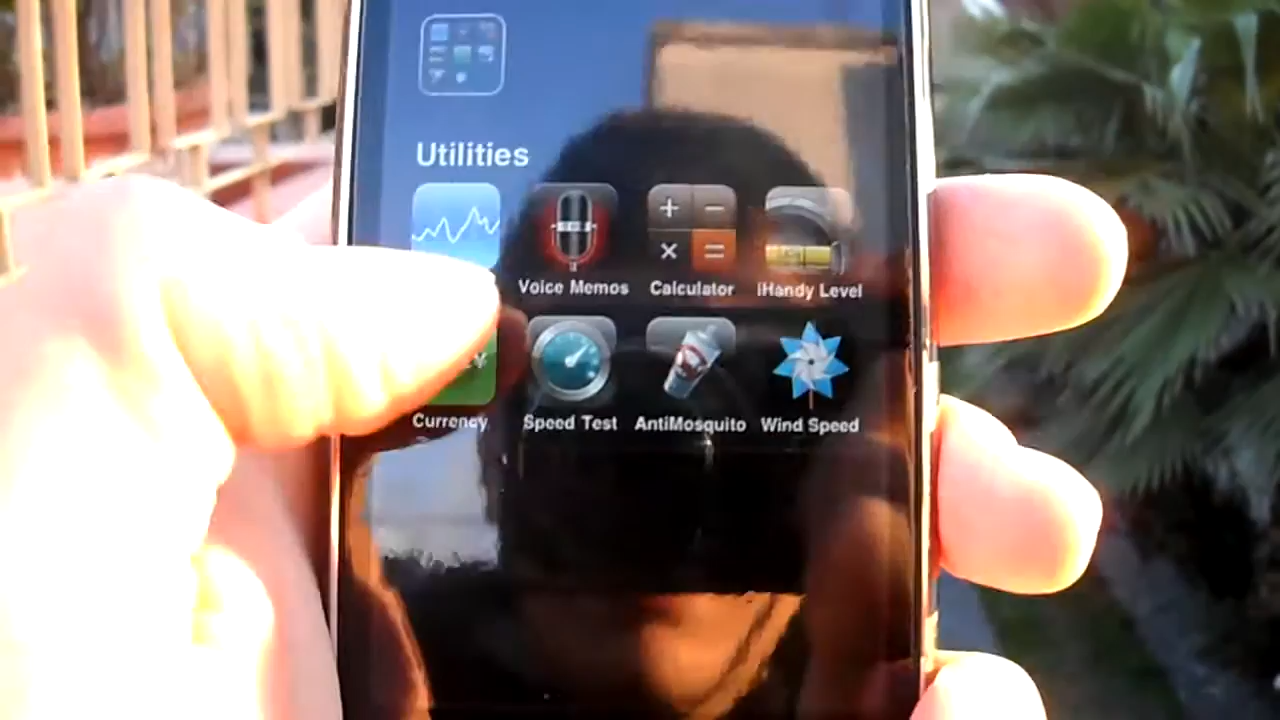 Utilities
Voice Memos Calculator iHandy Level
Currency Speed Test AntiMosquito Wind Speed